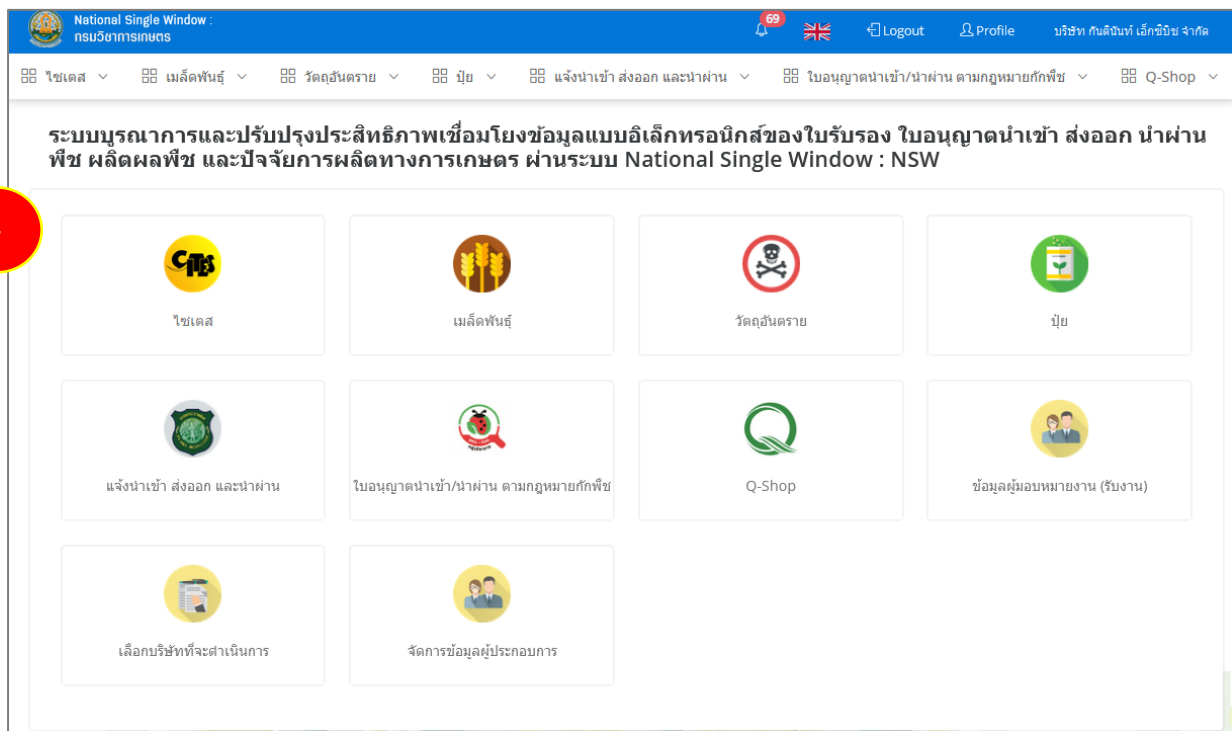 National Single Window :
กรมวิชาการเกษตร
69
Logout
Profile
บริษัท กันตินันท์ เอ็กซิบิช จำกัด
ไซเตส
เมล็ดพันธุ์
วัตถุอันตราย
ปุ๋ย
แจ้งนำเข้า ส่งออก และนำผ่าน
ใบอนุญาตนำเข้า/นำผ่าน ตามกฎหมายกักพืช
Q-Shop
ระบบบูรณาการและปรับปรุงประสิทธิภาพเชื่อมโยงข้อมูลแบบอิเล็กทรอนิกส์ของใบรับรอง ใบอนุญาตนำเข้า ส่งออก นำผ่าน
พืช ผลิตผลพืช และปัจจัยการผลิตทางการเกษตร ผ่านระบบ National Single Window : NSW
CITES
ไซเตส
เมล็ดพันธุ์
วัตถุอันตราย
ปุ๋ย
แจ้งนำเข้า ส่งออก และนำผ่าน
ใบอนุญาตนำเข้า/นำผ่าน ตามกฎหมายกักพืช
Q-Shop
ข้อมูลผู้มอบหมายงาน (รับงาน)
เลือกบริษัทที่จะดำเนินการ
จัดการข้อมูลผู้ประกอบการ